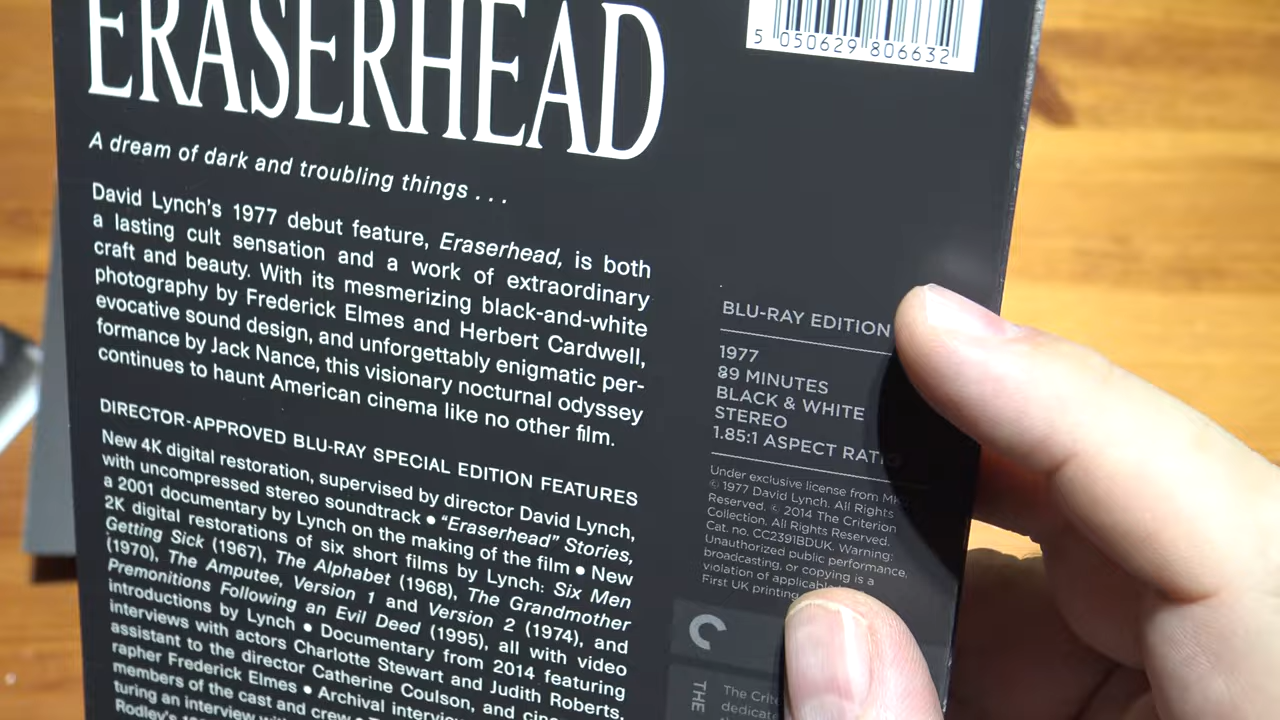 ERASERHEAD
A dream of dark and troubling things . . .
David Lynch's 1977 debut feature, Eraserhead, is both
a lasting cult sensation and a work of extraordinary
craft and beauty. With its mesmerizing black-and-white
photography by Frederick Elmes and Herbert Cardwell,
evocative sound design, and unforgettably enigmatic per-
formance by Jack Nance, this visionary nocturnal odyssey
continues to haunt American cinema like no other film.
DIRECTOR-APPROVED BLU-RAY SPECIAL EDITION FEATURES
New 4K digital restoration, supervised by director David Lynch,
with uncompressed stereo soundtrack • "Eraserhead" Stories,
a 2001 documentary by Lynch on the making of the film • New
2K digital restorations of six short films by Lynch: Six Men
Getting Sick (1967), The Alphabet (1968), The Grandmother
(1970), The Amputee, Version 1 and Version 2 (1974), and
Premonitions Following an Evil Deed (1995), all with video
introductions by Lynch • Documentary from 2014 featuring
interviews with actors Charlotte Stewart and Judith Roberts,
assistant to the director Catherine Coulson, and
rapher Frederick Elmes • Archival
members of the cast and crew •
turing an interview
Rodley's
5 050629 806632
BLU-RAY EDITION
1977
89 MINUTES
BLACK & WHITE
STEREO
1.85:1 ASPECT RATIO
Under exclusive license from
© 1977 David Lynch. All Rights
Reserved. © 2014 The Criterion
Collection. All Rights Reserved.
Cat. no. CC2391BDUK. Warning:
Unauthorized public performance,
broadcasting, or copying is a
violation of
First UK printing
THE
The